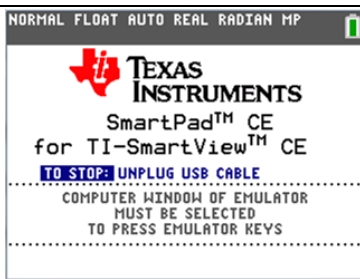 NORMAL FLOAT AUTO REAL RADIAN MP
TEXAS
INSTRUMENTS
SmartPad™ CE
for TI-SmartView™ CE
TO STOP: UNPLUG USB CABLE
COMPUTER WINDOW OF EMULATOR
MUST BE SELECTED
TO PRESS EMULATOR KEYS